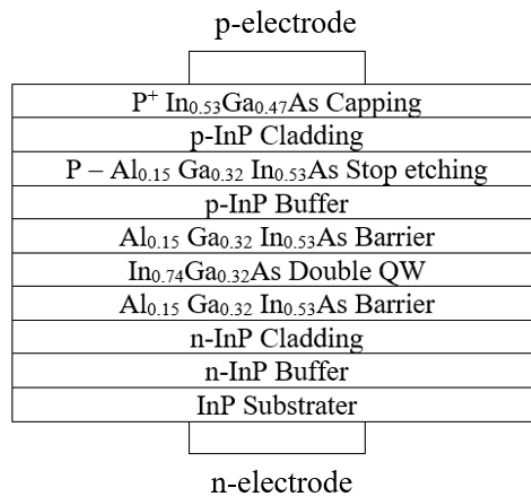 p-electrode
P⁺ In₀.₅₃Ga₀.₄₇As Capping
p-InP Cladding
P – Al₀.₁₅ Ga₀.₃₂ In₀.₅₃As Stop etching
p-InP Buffer
Al₀.₁₅ Ga₀.₃₂ In₀.₅₃As Barrier
In₀.₇₄Ga₀.₃₂As Double QW
Al₀.₁₅ Ga₀.₃₂ In₀.₅₃As Barrier
n-InP Cladding
n-InP Buffer
InP Substrater
n-electrode